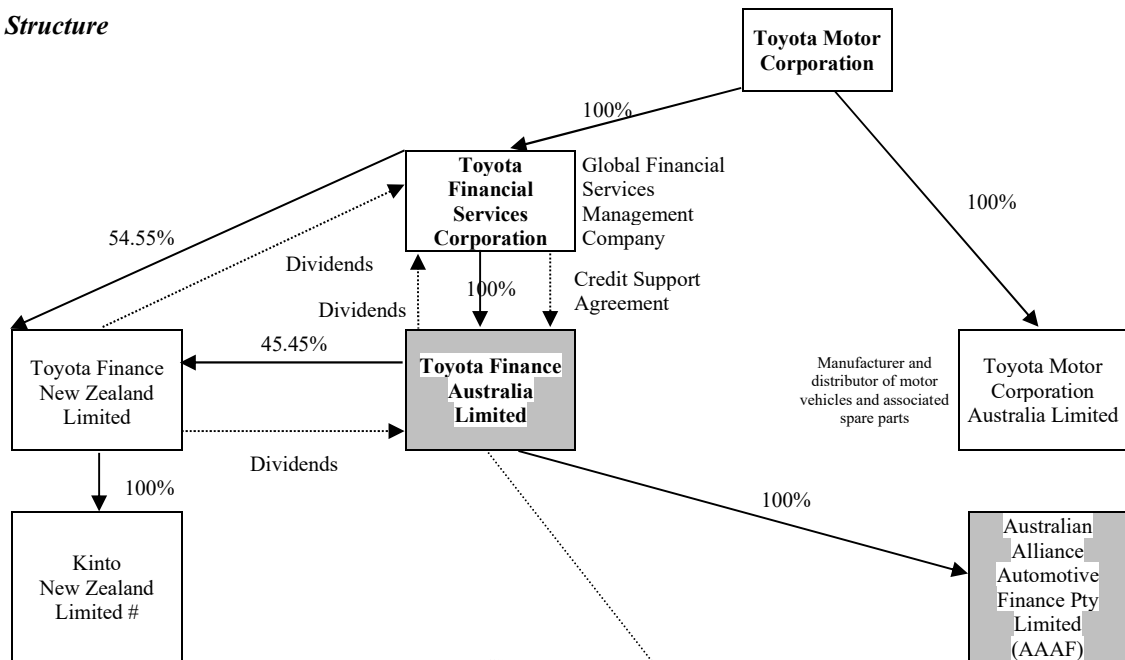 Structure
Toyota Motor
Corporation
100%
Toyota
Financial
Services
Corporation
Global Financial
Services
Management
Company
100%
54.55%
Dividends
Dividends
100%
Credit Support
Agreement
Toyota Finance
New Zealand
Limited
45.45%
Toyota Finance
Australia
Limited
Manufacturer and
distributor of motor
vehicles and associated
spare parts
Toyota Motor
Corporation
Australia Limited
Dividends
100%
100%
Kinto
New Zealand
Limited #
Australian
Alliance
Automotive
Finance Pty
Limited
(AAAF)